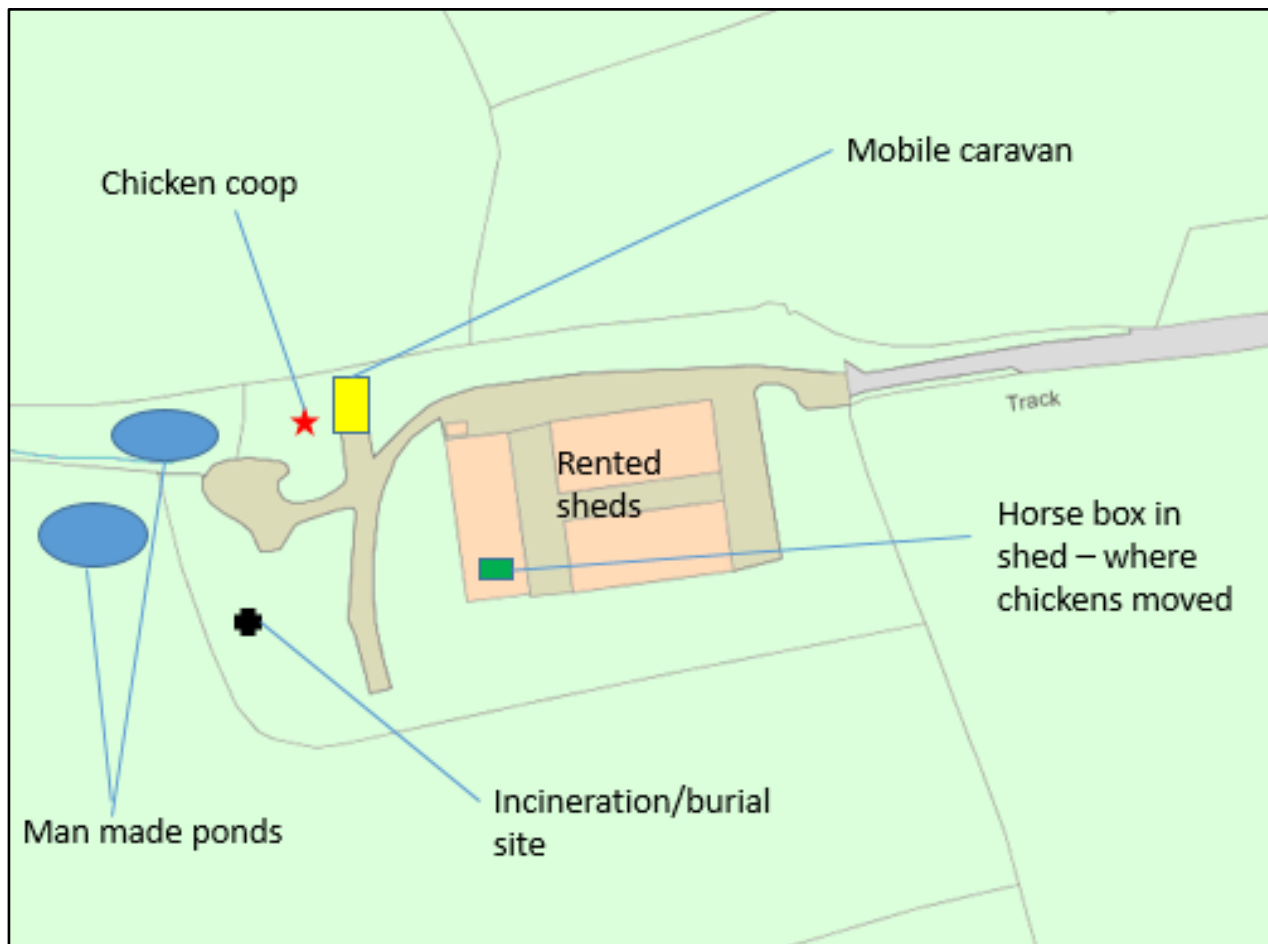 Mobile caravan
Chicken coop
Track
Rented
sheds
Horse box in
shed – where
chickens moved
Incineration/burial
site
Man made ponds